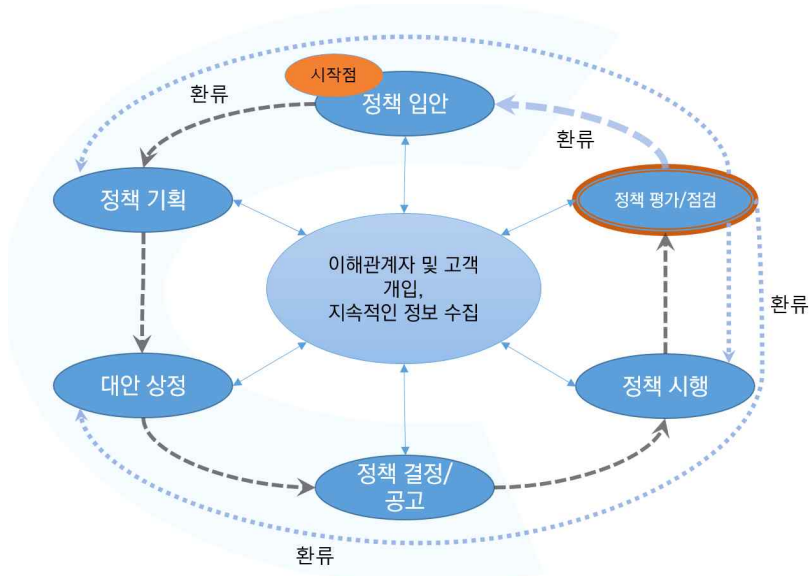 시작점
정책 입안
환류
환류
정책 기획
정책 평가/점검
이해관계자 및 고객
개입,
지속적인 정보 수집
환류
대안 상정
정책 시행
정책 결정/
공고
환류